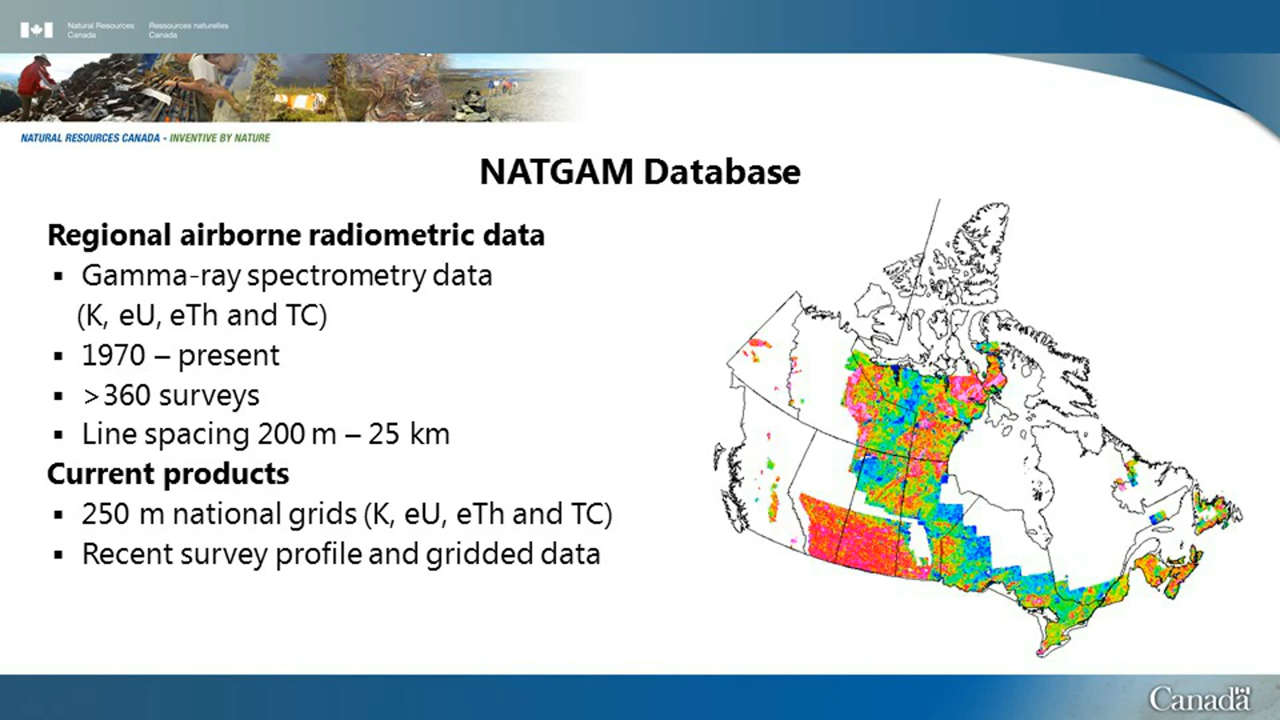 Natural Resources Canada
Ressources naturelles Canada
NATURAL RESOURCES CANADA - INVENTIVE BY NATURE
NATGAM Database
Regional airborne radiometric data
▪ Gamma-ray spectrometry data
(K, eU, eTh and TC)
▪ 1970 – present
▪ >360 surveys
▪ Line spacing 200 m – 25 km
Current products
▪ 250 m national grids (K, eU, eTh and TC)
▪ Recent survey profile and gridded data
Canada